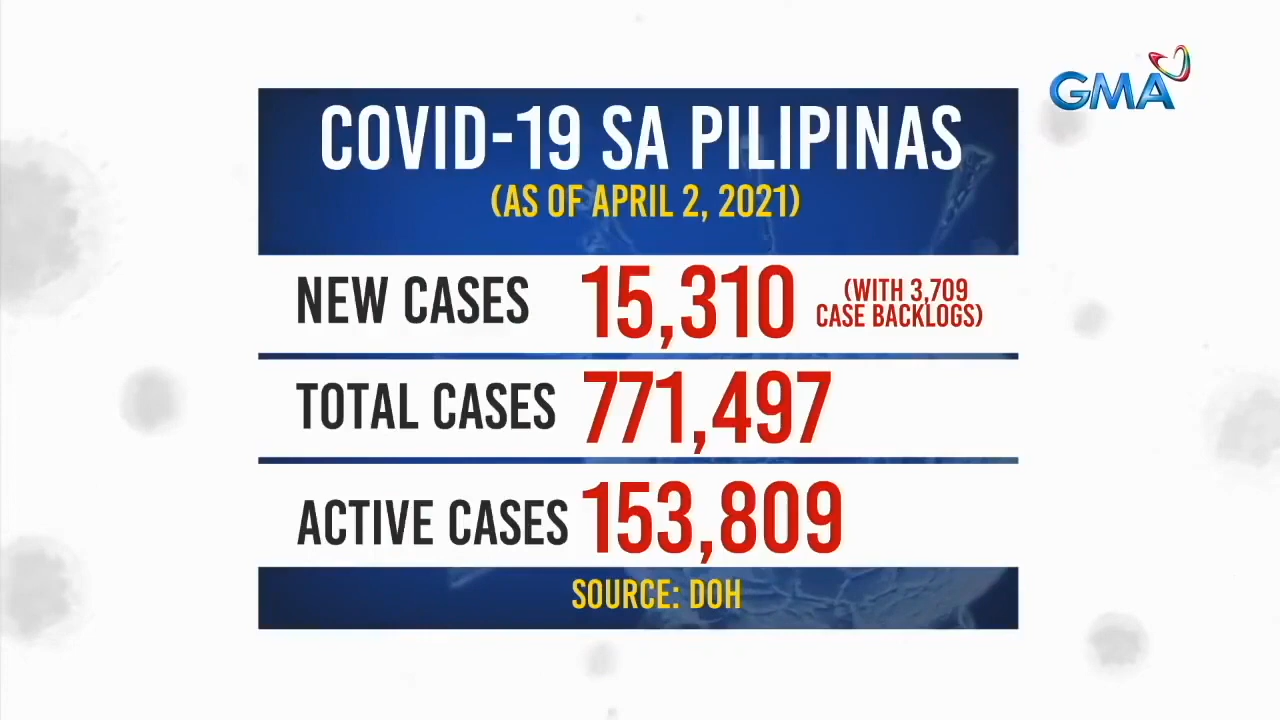 GMA
COVID-19 SA PILIPINAS
(AS OF APRIL 2, 2021)
NEW CASES 15,310 (WITH 3,709
CASE BACKLOGS)
TOTAL CASES 771,497
ACTIVE CASES 153,809
SOURCE: DOH